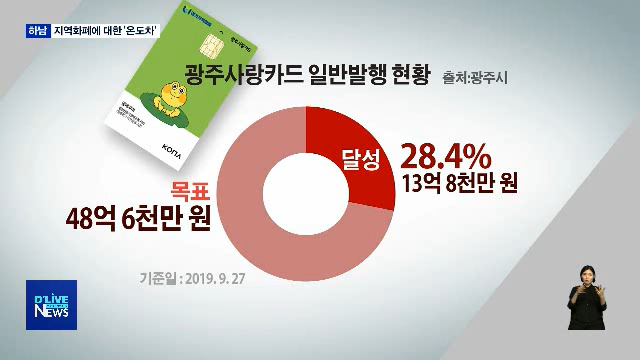 하남 지역화폐에 대한 '온도차'
광주사랑카드 일반발행 현황 출처:광주시
KONA
달성
28.4%
13억 8천만 원
목표
48억 6천만 원
기준일 : 2019. 9. 27
D'LIVE
NEWS